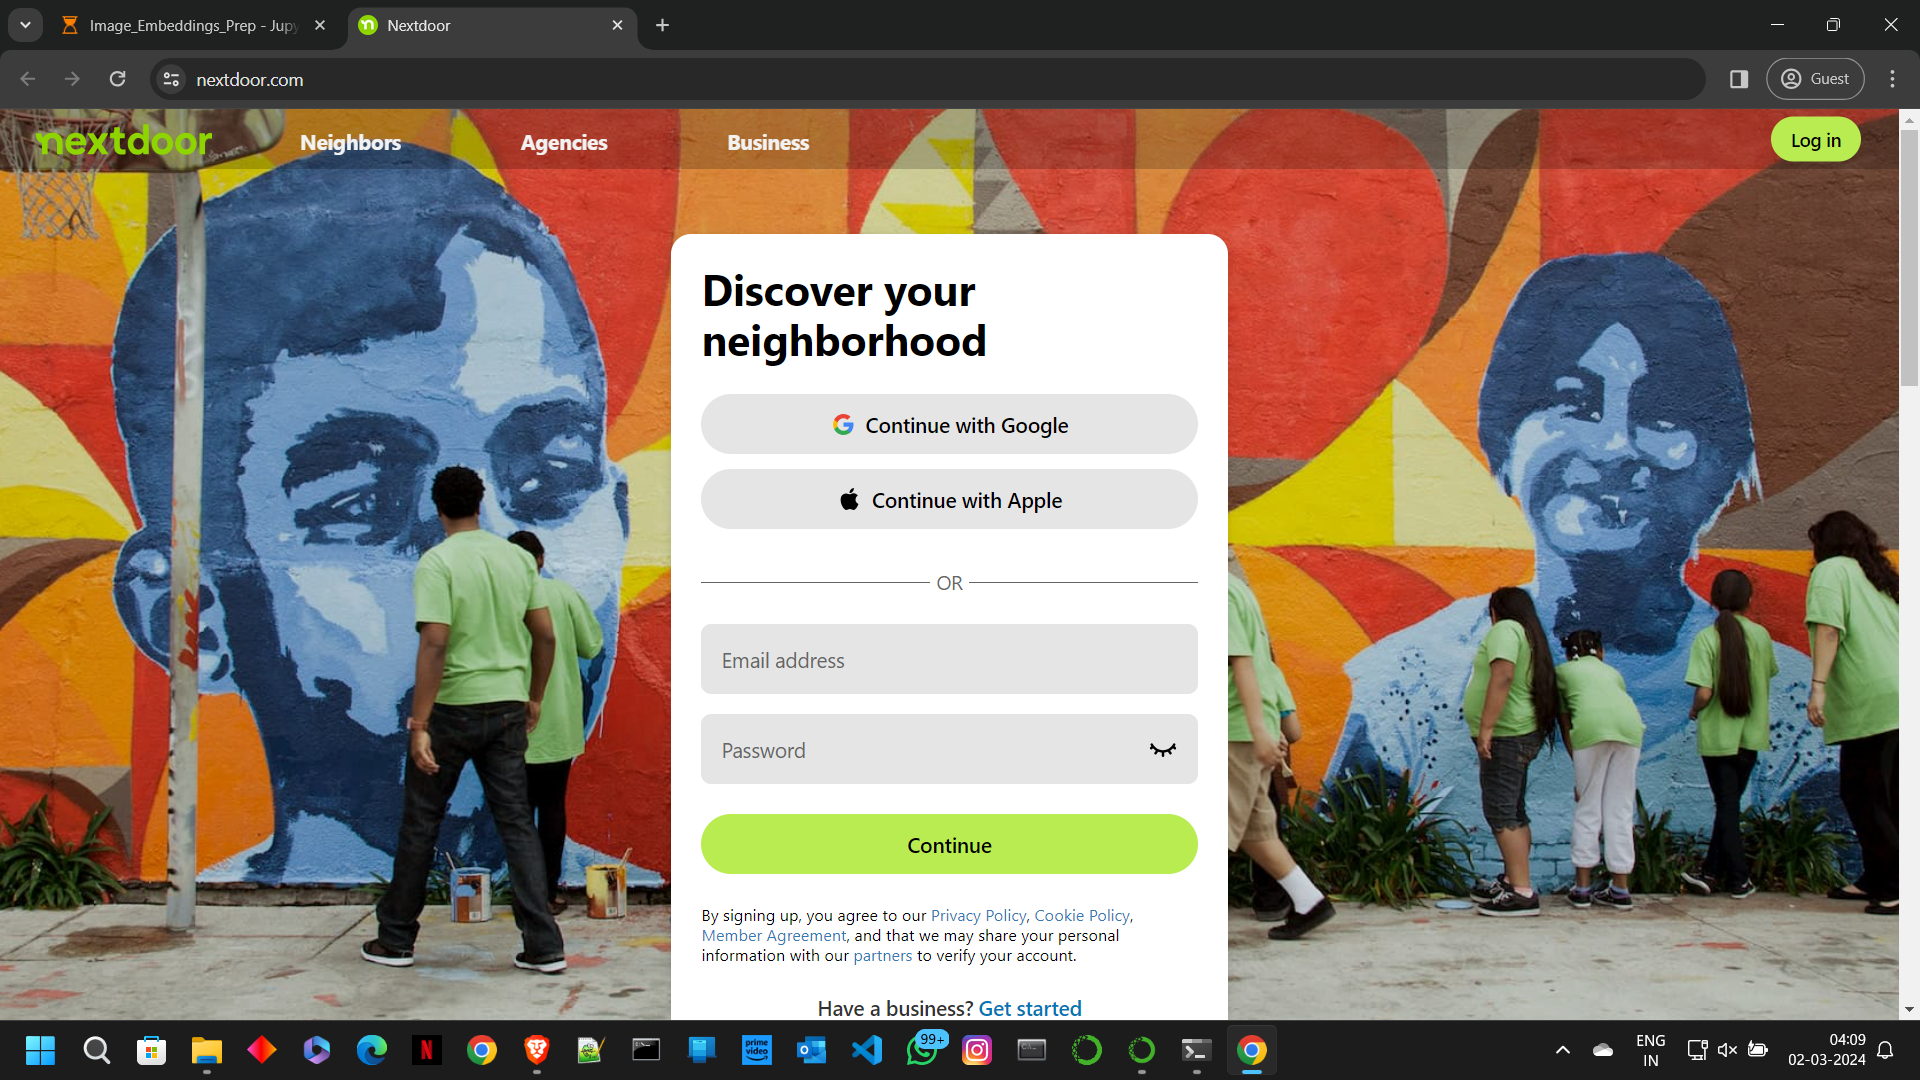 Image_Embeddings_Prep - Jupy
Nextdoor
nextdoor.com
Guest
nextdoor
Neighbors
Agencies
Business
Log in
Discover your
neighborhood
Continue with Google
Continue with Apple
OR
Email address
Password
Continue
By signing up, you agree to our Privacy Policy, Cookie Policy,
Member Agreement, and that we may share your personal
information with our partners to verify your account.
Have a business? Get started
prime
video
99+
ENG
IN
04:09
02-03-2024